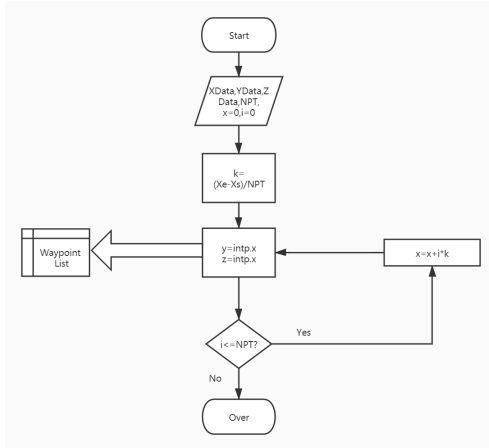 Start
XData,YData,Z
Data,NPT,
x=0,i=0
k=
(Xe-Xs)/NPT
Waypoint
List
y=intp.x
z=intp.x
x=x+i*k
i<=NPT?
Yes
No
Over